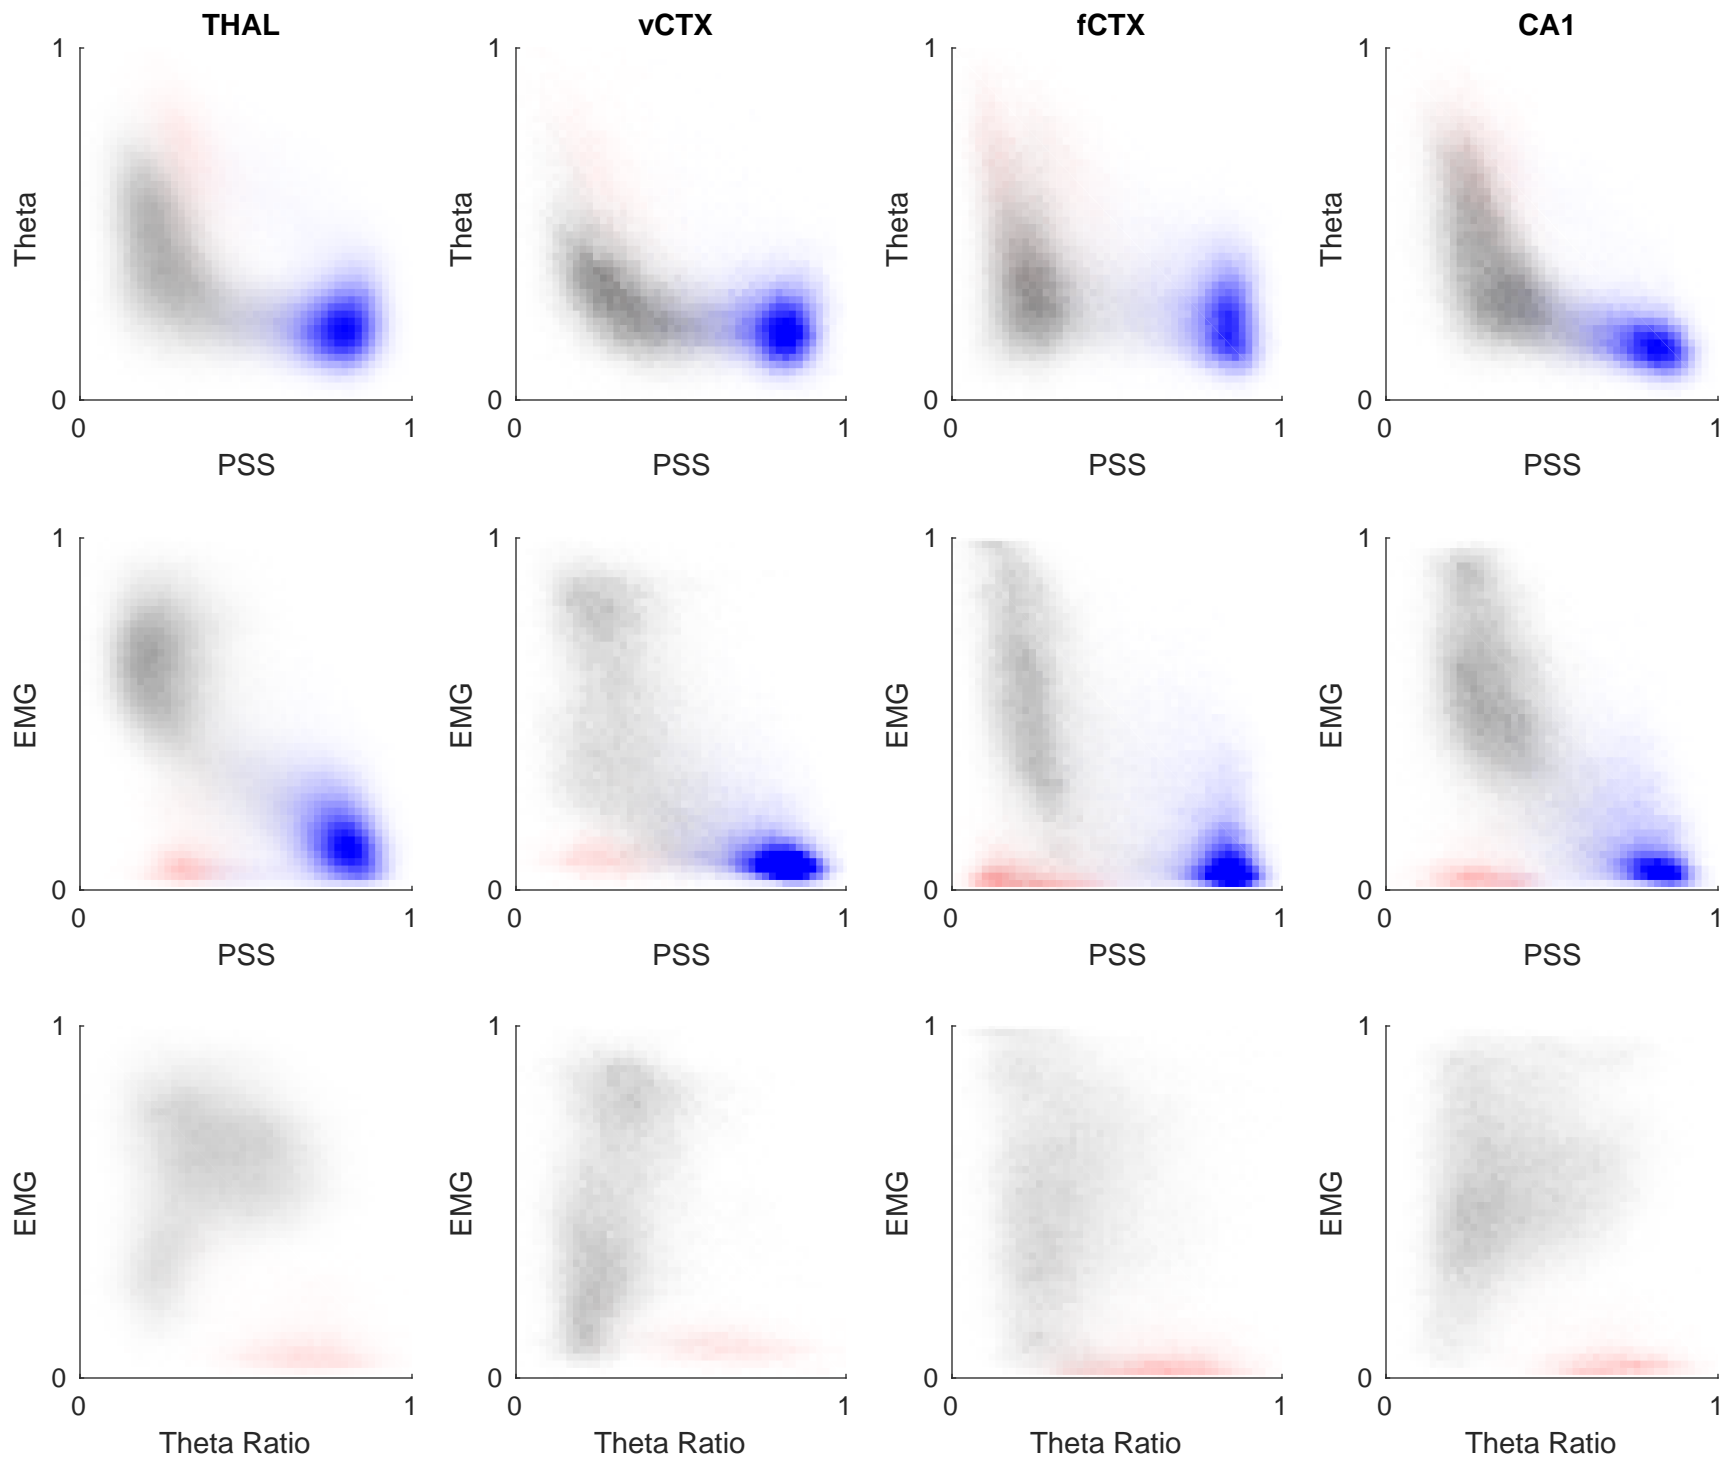 THAL vCTX fCTX CA1
1 1 1 1
Theta Theta Theta Theta
0 0 0 0
0 1 0 1 0 1 0 1
PSS PSS PSS PSS
1 1 1 1
EMG EMG EMG EMG
0 0 0 0
0 1 0 1 0 1 0 1
PSS PSS PSS PSS
1 1 1 1
EMG EMG EMG EMG
0 0 0 0
0 1 0 1 0 1 0 1
Theta Ratio Theta Ratio Theta Ratio Theta Ratio